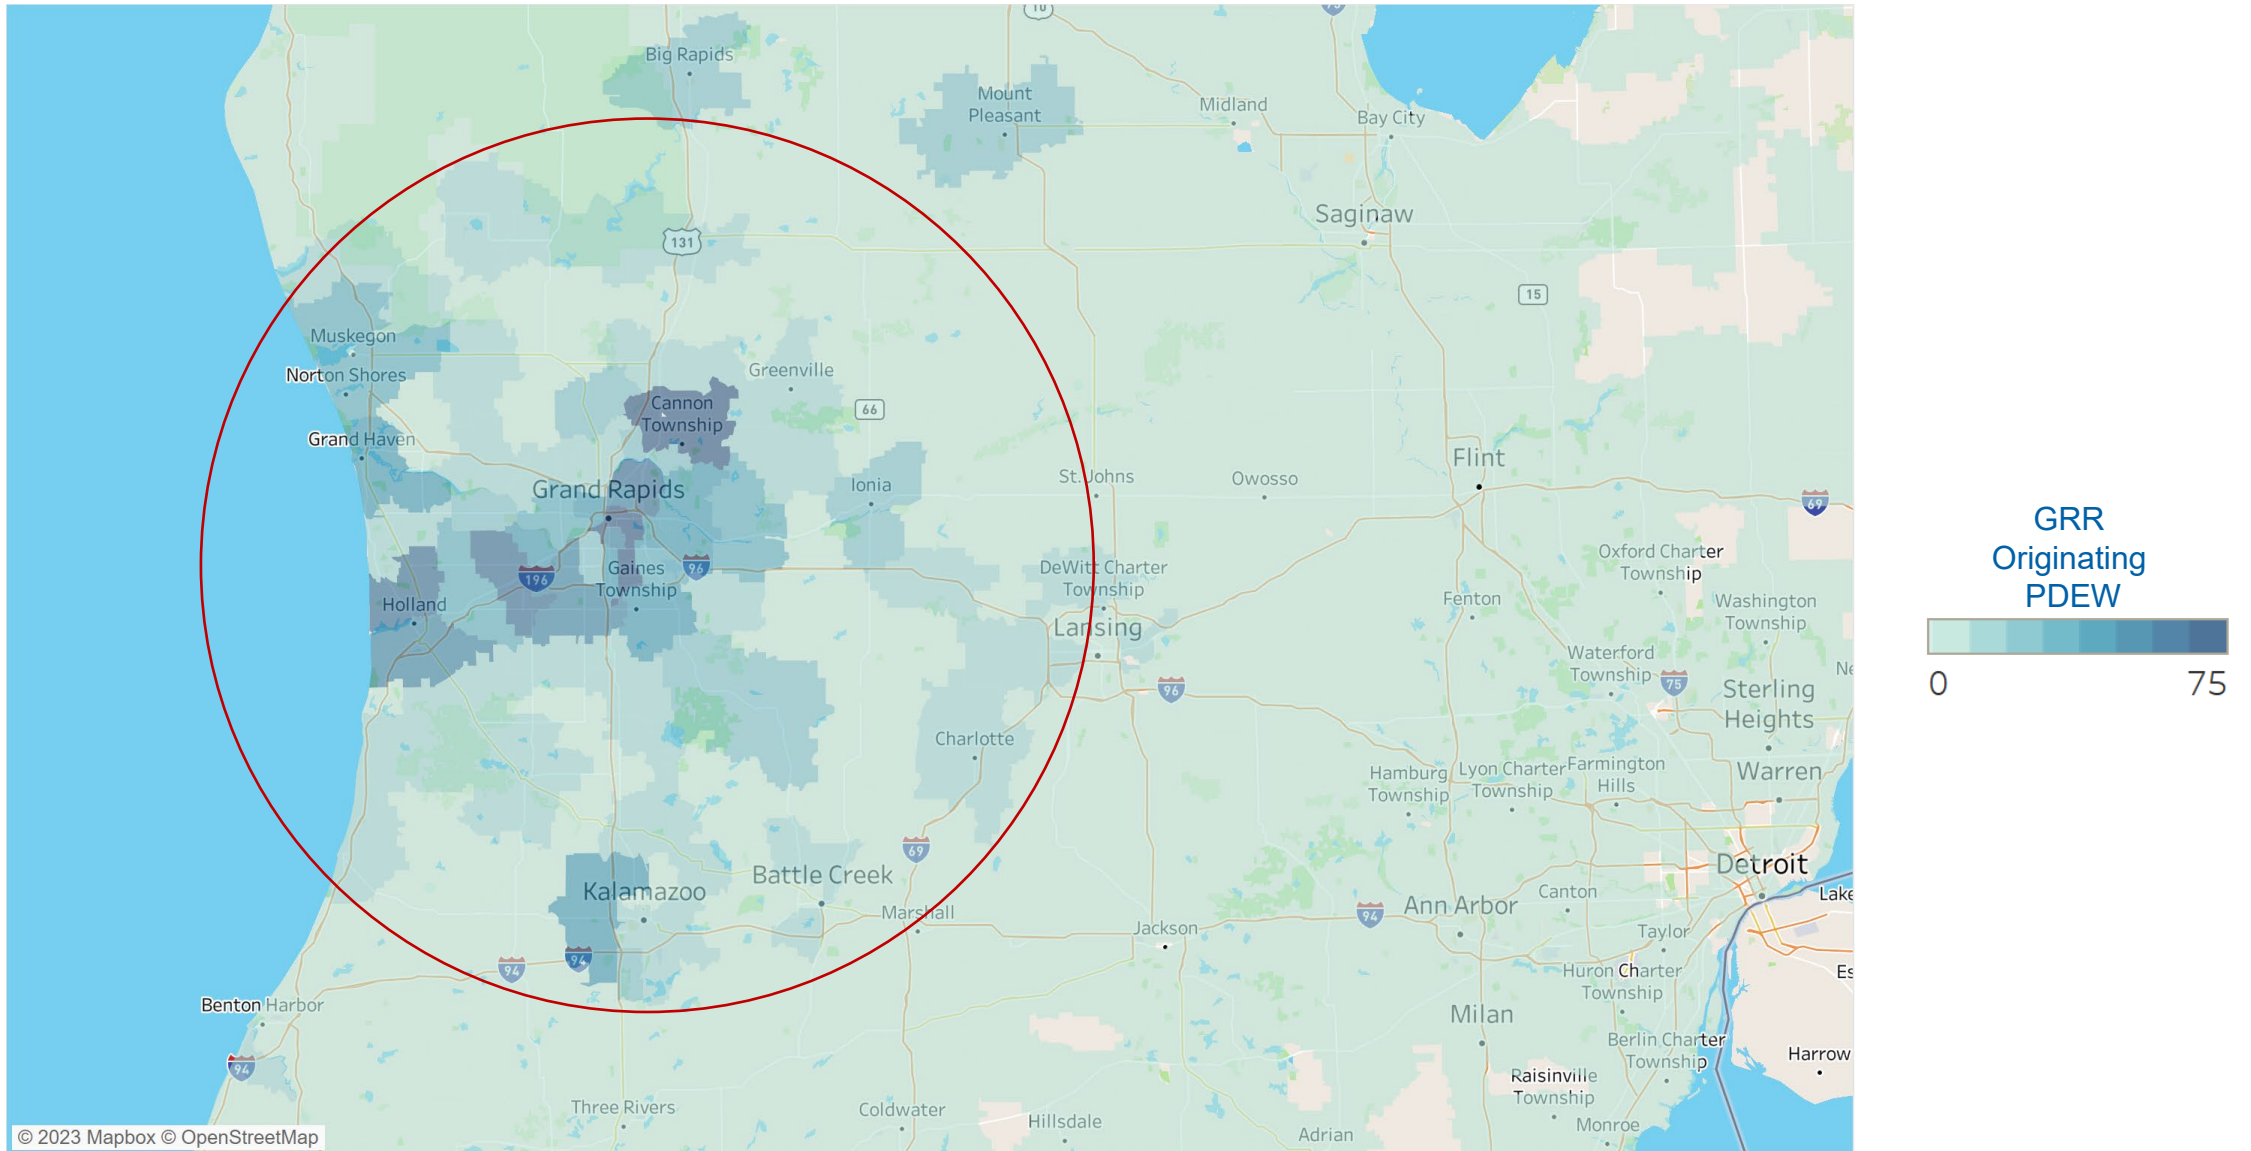 10
75
Big Rapids
Mount
Pleasant
Midland
Bay City
Saginaw
131
15
Muskegon
Norton Shores
Greenville
Cannon
Township
66
Grand Haven
Flint
Grand Rapids
Ionia
St. Johns
Owosso
69
GRR
Originating
PDEW
0
75
196
Gaines
Township
96
DeWitt Charter
Township
Oxford Charter
Township
Holland
Lansing
Fenton
Washington
Township
Waterford
Township
75
96
Sterling
Heights
Charlotte
Hamburg
Township
Lyon Charter
Township
Farmington
Hills
Warren
69
Battle Creek
Kalamazoo
Detroit
Canton
Lake
Marshall
94
Ann Arbor
Jackson
Taylor
94
94
Huron Charter
Township
Es
Benton Harbor
Milan
Berlin Charter
Township
Harrow
94
Raisinville
Township
Three Rivers
Coldwater
Hillsdale
Adrian
Monroe
© 2023 Mapbox © OpenStreetMap